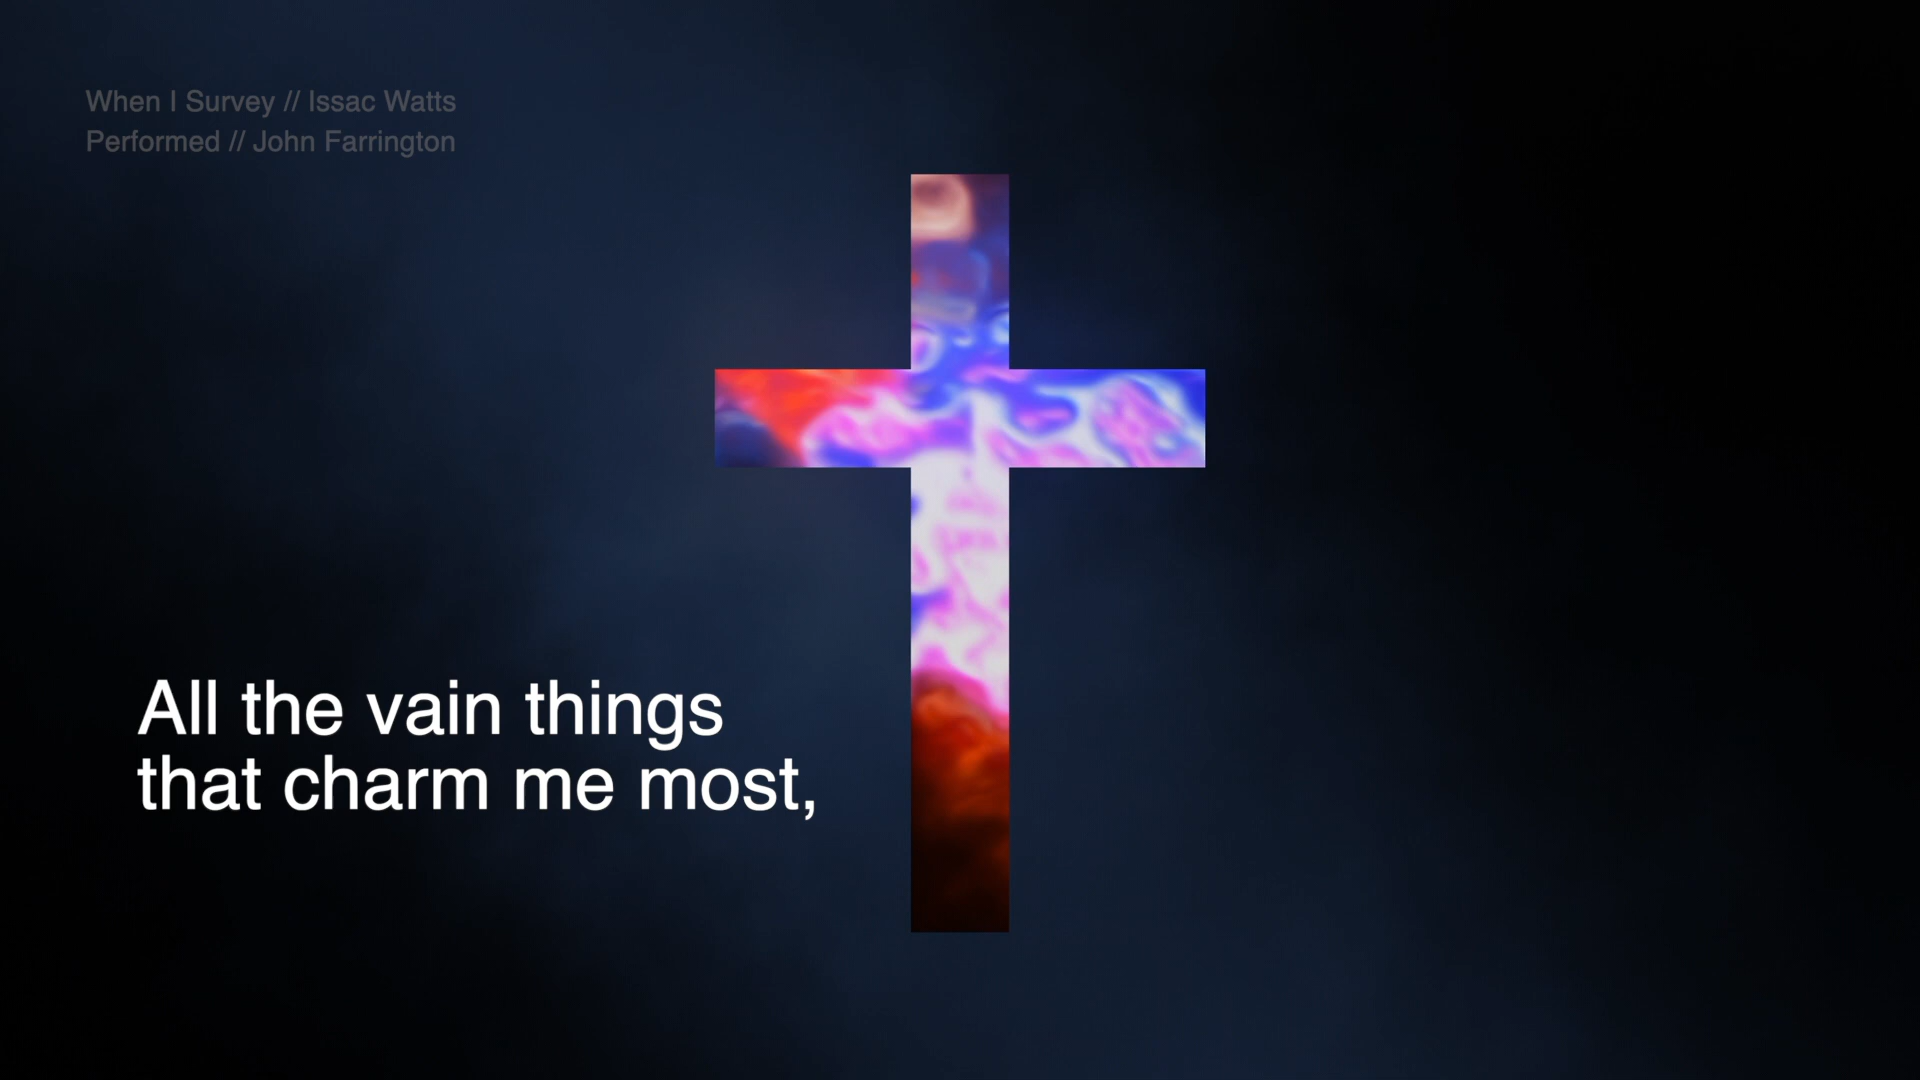 When I Survey // Issac Watts
Performed // John Farrington
All the vain things
that charm me most,